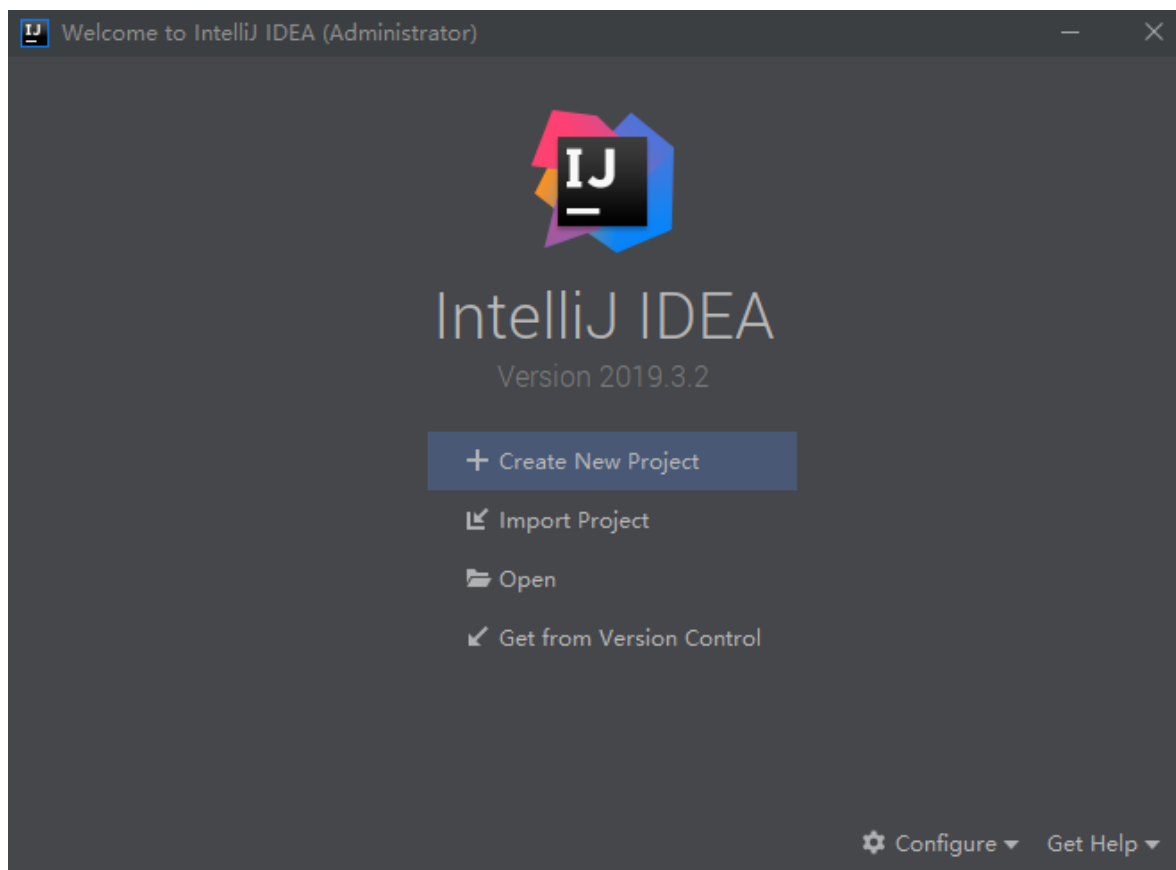 IJ Welcome to IntelliJ IDEA (Administrator)
IJ
IntelliJ IDEA
Version 2019.3.2
Create New Project
Import Project
Open
Get from Version Control
Configure Get Help